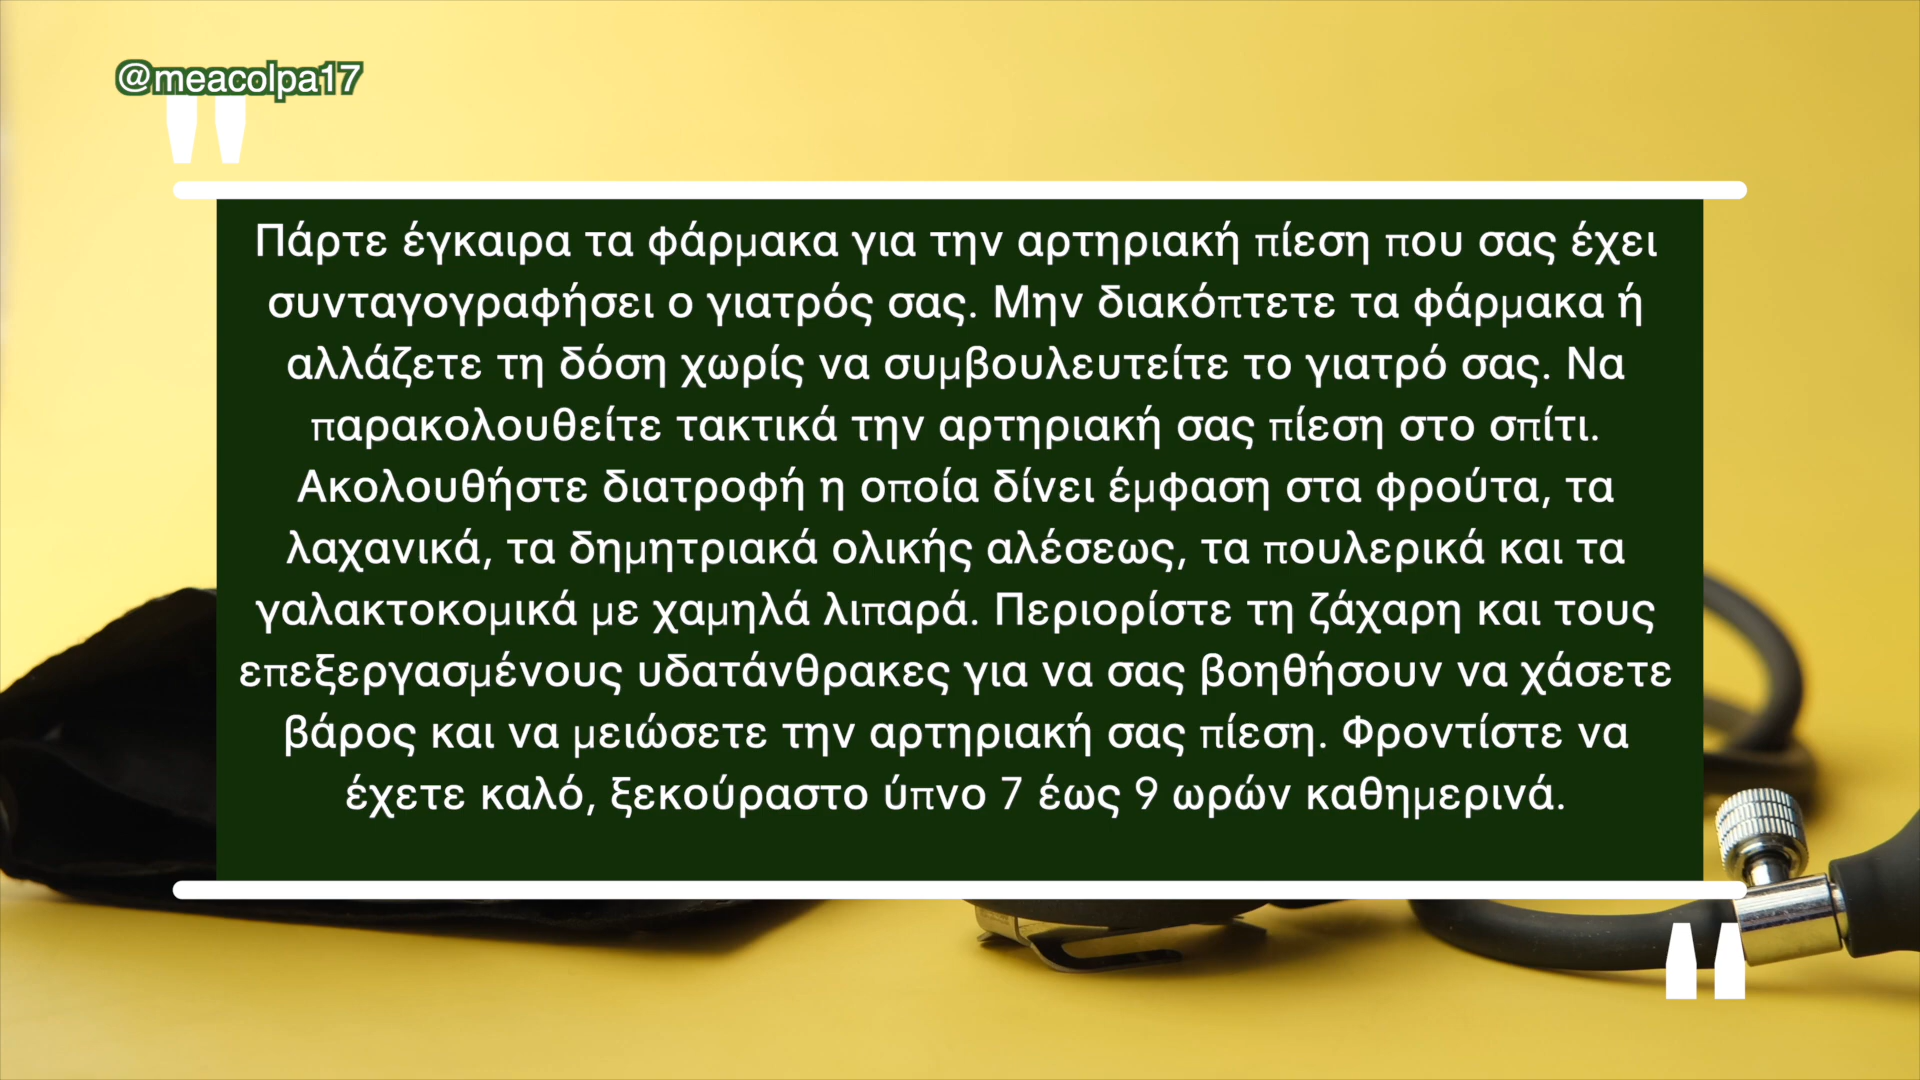 @meacolpa17
"
Πάρτε έγκαιρα τα φάρμακα για την αρτηριακή πίεση που σας έχει
συνταγογραφήσει ο γιατρός σας. Μην διακόπτετε τα φάρμακα ή
αλλάζετε τη δόση χωρίς να συμβουλευτείτε το γιατρό σας. Να
παρακολουθείτε τακτικά την αρτηριακή σας πίεση στο σπίτι.
Ακολουθήστε διατροφή η οποία δίνει έμφαση στα φρούτα, τα
λαχανικά, τα δημητριακά ολικής αλέσεως, τα πουλερικά και τα
γαλακτοκομικά με χαμηλά λιπαρά. Περιορίστε τη ζάχαρη και τους
επεξεργασμένους υδατάνθρακες για να σας βοηθήσουν να χάσετε
βάρος και να μειώσετε την αρτηριακή σας πίεση. Φροντίστε να
έχετε καλό, ξεκούραστο ύπνο 7 έως 9 ωρών καθημερινά.
"